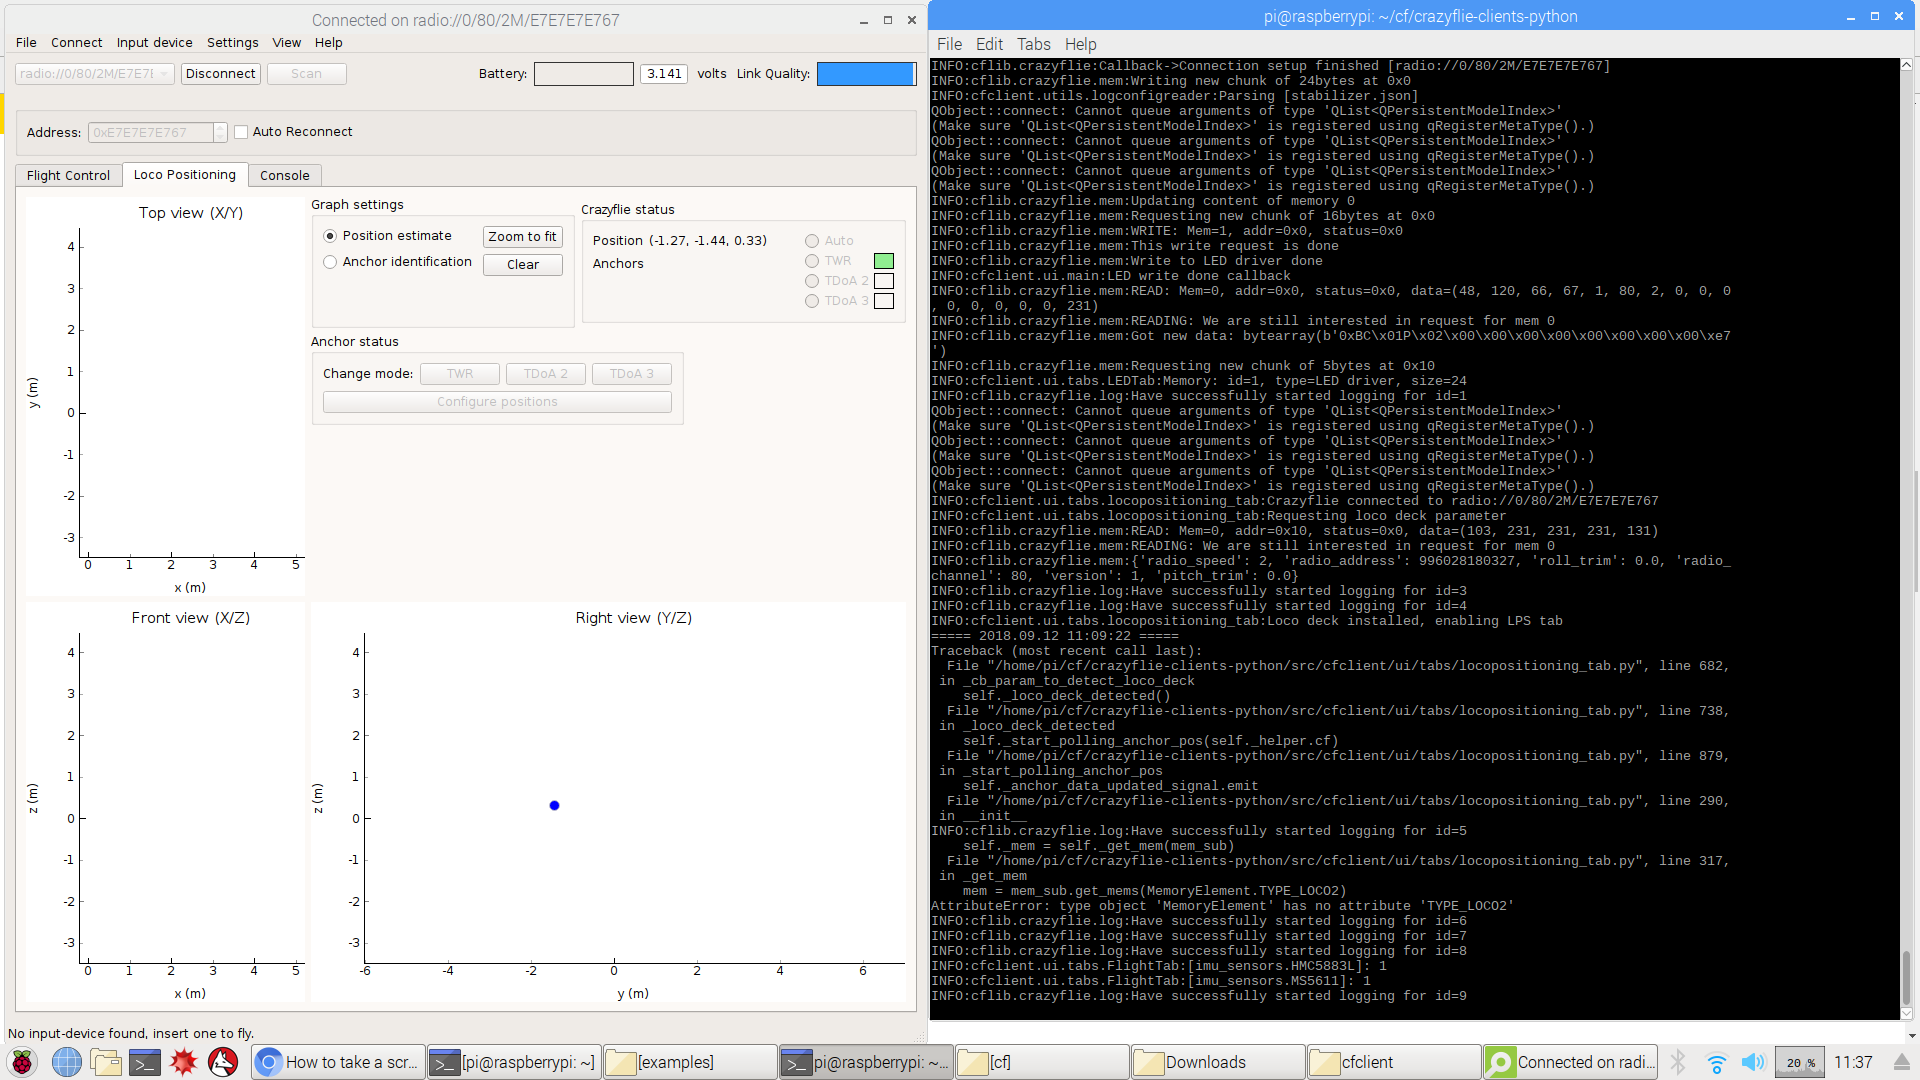 Connected on radio://0/80/2M/E7E7E7E767
File Connect Input device Settings View Help
radio://0/80/2M/E7E7E Disconnect Scan Battery: 3.141 volts Link Quality:
Address: 0xE7E7E7E767 Auto Reconnect
Flight Control Loco Positioning Console
Top view (X/Y)
4
3
2
1
0
-1
-2
-3
y (m)
0 1 2 3 4 5
x (m)
Graph settings
Position estimate Zoom to fit
Anchor identification Clear
Crazyflie status
Position (-1.27, -1.44, 0.33)
Anchors
Auto
TWR
TDoA 2
TDoA 3
Anchor status
Change mode: TWR TDoA 2 TDoA 3
Configure positions
Front view (X/Z)
4
3
2
1
0
-1
-2
-3
z (m)
0 1 2 3 4 5
x (m)
Right view (Y/Z)
4
3
2
1
0
-1
-2
-3
z (m)
-6 -4 -2 0 2 4 6
y (m)
No input-device found, insert one to fly.
pi@raspberrypi: ~/cf/crazyflie-clients-python
File Edit Tabs Help
INFO:cflib.crazyflie:Callback->Connection setup finished [radio://0/80/2M/E7E7E7E767]
INFO:cflib.crazyflie.mem:Writing new chunk of 24bytes at 0x0
INFO:cfclient.utils.logconfigreader:Parsing [stabilizer.json]
QObject::connect: Cannot queue arguments of type 'QList<QPersistentModelIndex>'
(Make sure 'QList<QPersistentModelIndex>' is registered using qRegisterMetaType().)
QObject::connect: Cannot queue arguments of type 'QList<QPersistentModelIndex>'
(Make sure 'QList<QPersistentModelIndex>' is registered using qRegisterMetaType().)
QObject::connect: Cannot queue arguments of type 'QList<QPersistentModelIndex>'
(Make sure 'QList<QPersistentModelIndex>' is registered using qRegisterMetaType().)
INFO:cflib.crazyflie.mem:Updating content of memory 0
INFO:cflib.crazyflie.mem:Requesting new chunk of 16bytes at 0x0
INFO:cflib.crazyflie.mem:WRITE: Mem=1, addr=0x0, status=0x0
INFO:cflib.crazyflie.mem:This write request is done
INFO:cflib.crazyflie.mem:Write to LED driver done
INFO:cfclient.ui.main:LED write done callback
INFO:cflib.crazyflie.mem:READ: Mem=0, addr=0x0, status=0x0, data=(48, 120, 66, 67, 1, 80, 2, 0, 0, 0
, 0, 0, 0, 0, 0, 231)
INFO:cflib.crazyflie.mem:READING: We are still interested in request for mem 0
INFO:cflib.crazyflie.mem:Got new data: bytearray(b'0xBC\x01P\x02\x00\x00\x00\x00\x00\x00\x00\x00\xe7
')
INFO:cflib.crazyflie.mem:Requesting new chunk of 5bytes at 0x10
INFO:cfclient.ui.tabs.LEDTab:Memory: id=1, type=LED driver, size=24
INFO:cflib.crazyflie.log:Have successfully started logging for id=1
QObject::connect: Cannot queue arguments of type 'QList<QPersistentModelIndex>'
(Make sure 'QList<QPersistentModelIndex>' is registered using qRegisterMetaType().)
QObject::connect: Cannot queue arguments of type 'QList<QPersistentModelIndex>'
(Make sure 'QList<QPersistentModelIndex>' is registered using qRegisterMetaType().)
QObject::connect: Cannot queue arguments of type 'QList<QPersistentModelIndex>'
(Make sure 'QList<QPersistentModelIndex>' is registered using qRegisterMetaType().)
INFO:cfclient.ui.tabs.locopositioning_tab:Crazyflie connected to radio://0/80/2M/E7E7E7E767
INFO:cfclient.ui.tabs.locopositioning_tab:Requesting loco deck parameter
INFO:cflib.crazyflie.mem:READ: Mem=0, addr=0x10, status=0x0, data=(103, 231, 231, 231, 131)
INFO:cflib.crazyflie.mem:READING: We are still interested in request for mem 0
INFO:cflib.crazyflie.mem:{'radio_speed': 2, 'radio_address': 996028180327, 'roll_trim': 0.0, 'radio_
channel': 80, 'version': 1, 'pitch_trim': 0.0}
INFO:cflib.crazyflie.log:Have successfully started logging for id=3
INFO:cflib.crazyflie.log:Have successfully started logging for id=4
INFO:cfclient.ui.tabs.locopositioning_tab:Loco deck installed, enabling LPS tab
===== 2018.09.12 11:09:22 =====
Traceback (most recent call last):
File "/home/pi/cf/crazyflie-clients-python/src/cfclient/ui/tabs/locopositioning_tab.py", line 682,
in _cb_param_to_detect_loco_deck
self._loco_deck_detected()
File "/home/pi/cf/crazyflie-clients-python/src/cfclient/ui/tabs/locopositioning_tab.py", line 738,
in _loco_deck_detected
self._start_polling_anchor_pos(self._helper.cf)
File "/home/pi/cf/crazyflie-clients-python/src/cfclient/ui/tabs/locopositioning_tab.py", line 879,
in _start_polling_anchor_pos
self._anchor_data_updated_signal.emit
File "/home/pi/cf/crazyflie-clients-python/src/cfclient/ui/tabs/locopositioning_tab.py", line 290,
in __init__
INFO:cflib.crazyflie.log:Have successfully started logging for id=5
self._mem = self._get_mem(mem_sub)
File "/home/pi/cf/crazyflie-clients-python/src/cfclient/ui/tabs/locopositioning_tab.py", line 317,
in _get_mem
mem = mem_sub.get_mems(MemoryElement.TYPE_LOCO2)
AttributeError: type object 'MemoryElement' has no attribute 'TYPE_LOCO2'
INFO:cflib.crazyflie.log:Have successfully started logging for id=6
INFO:cflib.crazyflie.log:Have successfully started logging for id=7
INFO:cflib.crazyflie.log:Have successfully started logging for id=8
INFO:cfclient.ui.tabs.FlightTab:[imu_sensors.HMC5883L]: 1
INFO:cfclient.ui.tabs.FlightTab:[imu_sensors.MS5611]: 1
INFO:cflib.crazyflie.log:Have successfully started logging for id=9
How to take a scr... [pi@raspberrypi: ~] [examples] pi@raspberrypi: ~... [cf] Downloads cfclient Connected on radi... 20 % 11:37